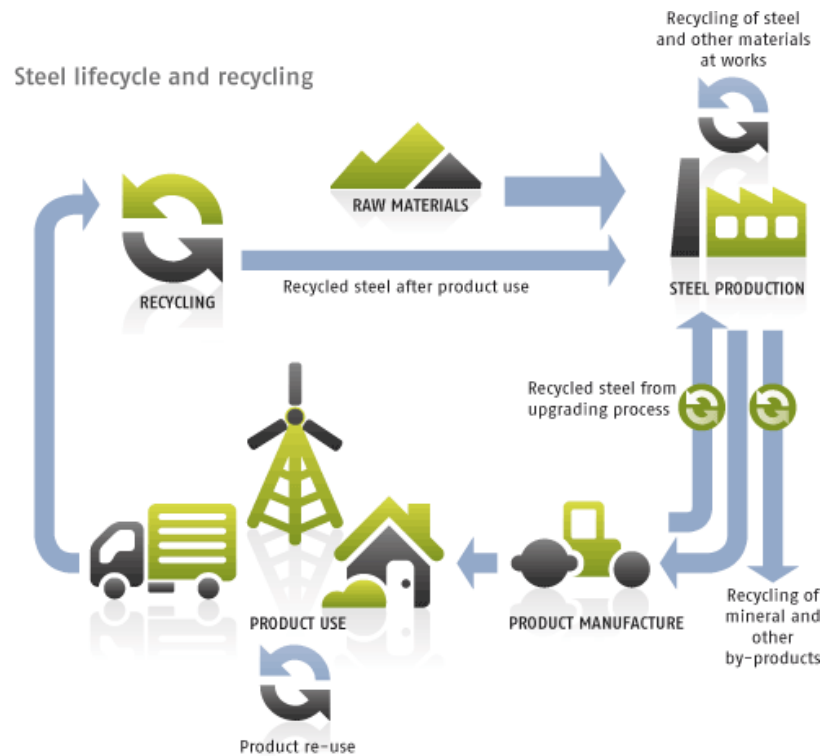 Recycling of steel
and other materials
at works
Steel lifecycle and recycling
RAW MATERIALS
RECYCLING
Recycled steel after product use
STEEL PRODUCTION
Recycled steel from
upgrading process
PRODUCT USE
PRODUCT MANUFACTURE
Recycling of
mineral and
other
by-products
Product re-use